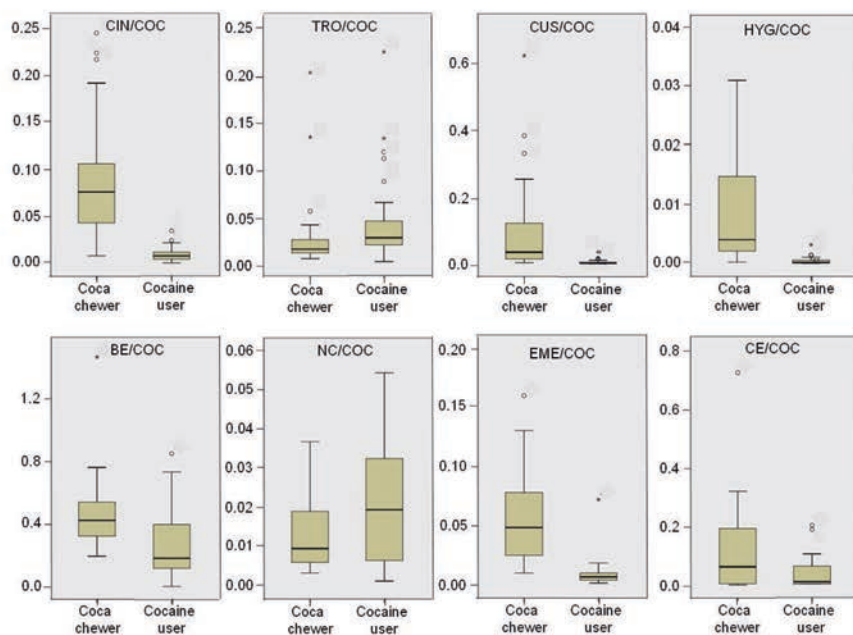 CIN/COC
0.25
0.20
0.15
0.10
0.05
0.00
Coca chewer
Cocaine user
TRO/COC
0.25
0.20
0.15
0.10
0.05
0.00
Coca chewer
Cocaine user
CUS/COC
0.6
0.4
0.2
0.0
Coca chewer
Cocaine user
HYG/COC
0.04
0.03
0.02
0.01
0.00
Coca chewer
Cocaine user
BE/COC
1.2
0.8
0.4
0.0
Coca chewer
Cocaine user
NC/COC
0.06
0.05
0.04
0.03
0.02
0.01
0.00
Coca chewer
Cocaine user
EME/COC
0.20
0.15
0.10
0.05
0.00
Coca chewer
Cocaine user
CE/COC
0.8
0.6
0.4
0.2
0.0
Coca chewer
Cocaine user